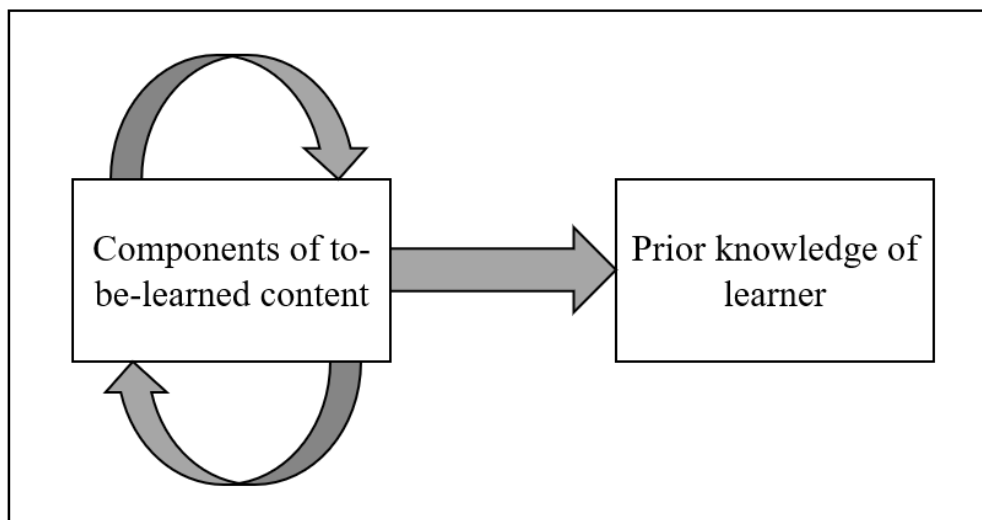 Components of to-
be-learned content
Prior knowledge of
learner